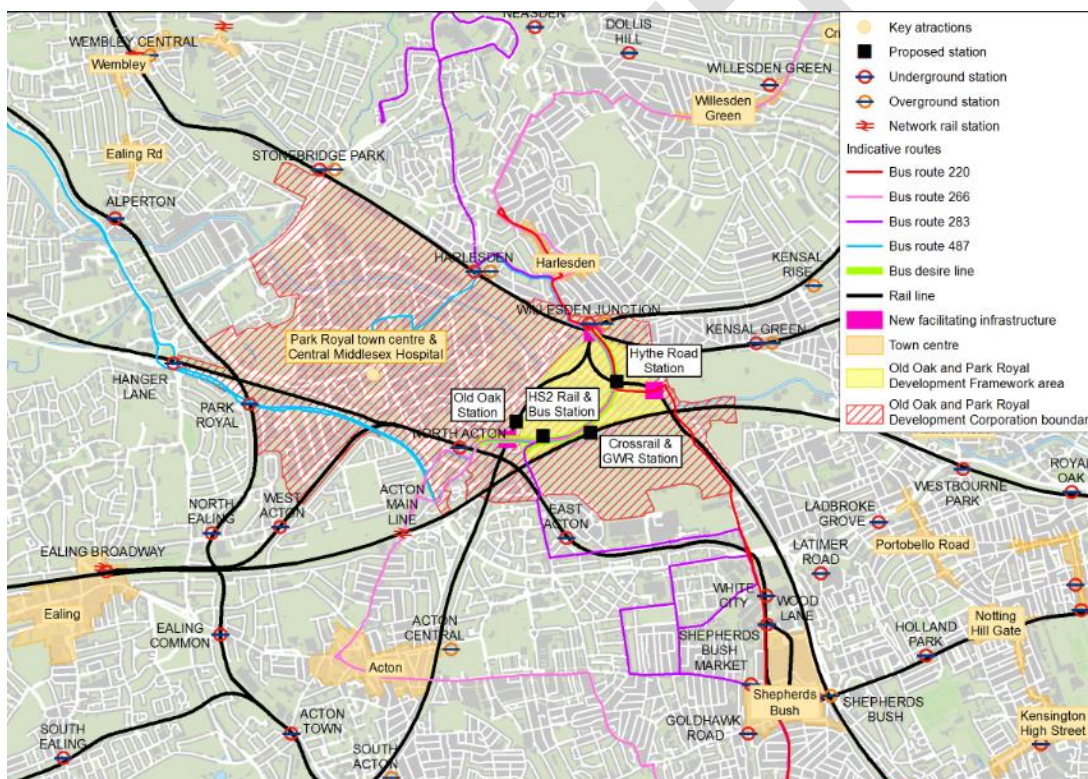 NEASDEN
DOLLIS
HILL
WEMBLEY CENTRAL
Wembley
WILLESDEN GREEN
Willesden
Green
Ealing Rd
STONEBRIDGE PARK
ALPERTON
HARLESDEN
Harlesden
KENSAL
RISE
WILLESDEN JUNCTION
KENSAL GREEN
Park Royal town centre &
Central Middlesex Hospital
Hythe Road
Station
HANGER
LANE
PARK
ROYAL
Old Oak
Station
HS2 Rail &
Bus Station
NORTH ACTON
Crossrail &
GWR Station
NORTH
EALING
WEST
ACTON
ACTON
MAIN
LINE
EAST
ACTON
WESTBOURNE
PARK
ROYAL
OAK
LADBROKE
GROVE
Portobello Road
EALING BROADWAY
Ealing
LATIMER
ROAD
WHITE
CITY
WOOD
LANE
EALING
COMMON
ACTON
CENTRAL
Acton
SHEPHERDS
BUSH
MARKET
HOLLAND
PARK
Notting
Hill Gate
Shepherds
Bush
SHEPHERDS
BUSH
GOLDHAWK
ROAD
Kensington
High Street
ACTON
TOWN
SOUTH
EALING
SOUTH
ACTON
Key atractions
Proposed station
Underground station
Overground station
Network rail station
Indicative routes
Bus route 220
Bus route 266
Bus route 283
Bus route 487
Bus desire line
Rail line
New facilitating infrastructure
Town centre
Old Oak and Park Royal
Development Framework area
Old Oak and Park Royal
Development Corporation boundar